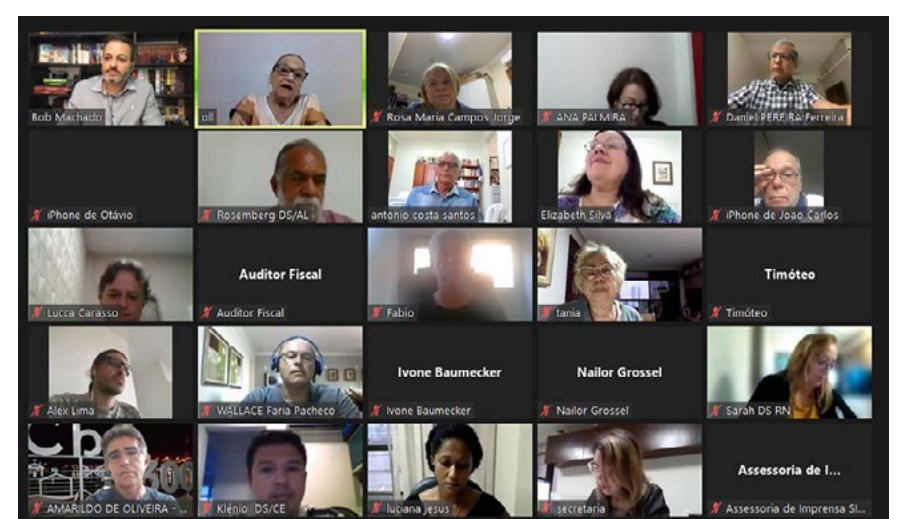 Rob Machado
oll
Rosa Maria Campos Jorge
ANA PALMIRA
Daniel PEREIRA Ferreira
iPhone de Otávio
Rosemberg DS/AL
antonio costa santos
Elizabeth Silva
iPhone de Joao Carlos
Lucca Carasso
Auditor Fiscal
Auditor Fiscal
Fabio
tania
Timóteo
Timóteo
Alex Lima
WALLACE Faria Pacheco
Ivone Baumecker
Ivone Baumecker
Nailor Grossel
Nailor Grossel
Sarah DS RN
300
AMARILDO DE OLIVEIRA - ...
Klênio DS/CE
luciana jesus
secretaria
Assessoria de I...
Assessoria de Imprensa SI...